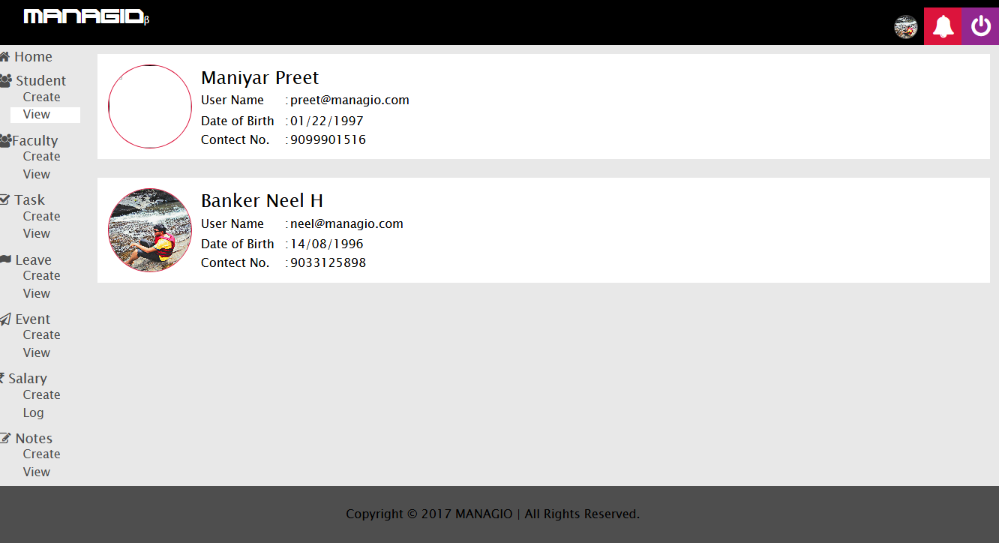 MANAGIO β
Home
Student
Create
View
Faculty
Create
View
Task
Create
View
Leave
Create
View
Event
Create
View
₹ Salary
Create
Log
Notes
Create
View
Maniyar Preet
User Name : preet@managio.com
Date of Birth : 01/22/1997
Contect No. : 9099901516
Banker Neel H
User Name : neel@managio.com
Date of Birth : 14/08/1996
Contect No. : 9033125898
Copyright © 2017 MANAGIO | All Rights Reserved.